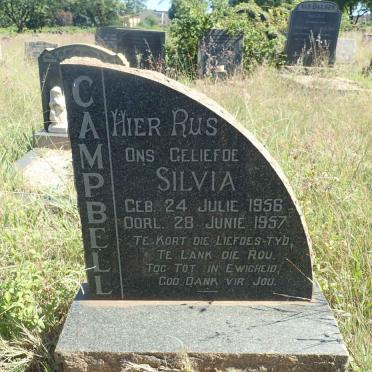 CAMPBELL
HIER RUS
ONS GELIEFDE
SILVIA
GEB. 24 JULIE 1956
OORL. 28 JUNIE 1957
TE KORT DIE LIEFDES-TYD,
TE LANK DIE ROU.
TOG TOT IN EWIGHEID,
GOD DANK VIR JOU.